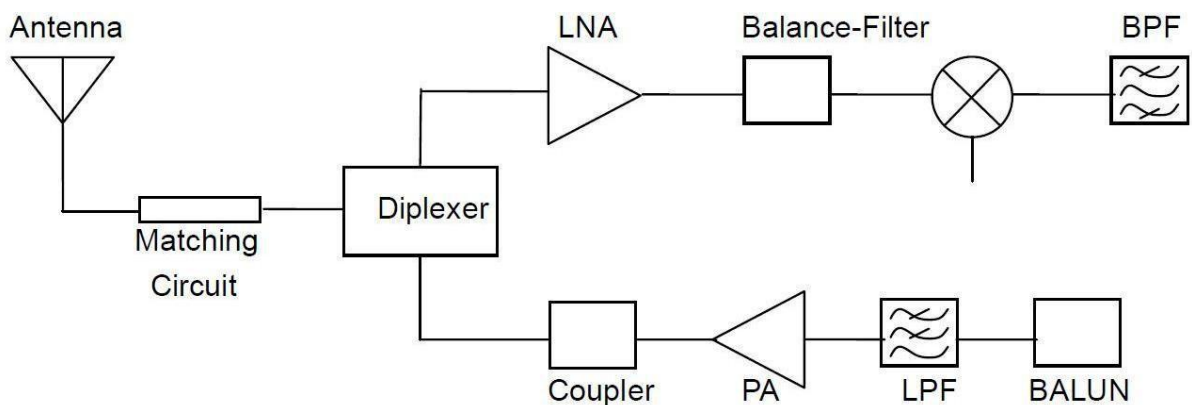 Antenna
LNA
Balance-Filter
BPF
Diplexer
Matching
Circuit
Coupler
PA
LPF
BALUN